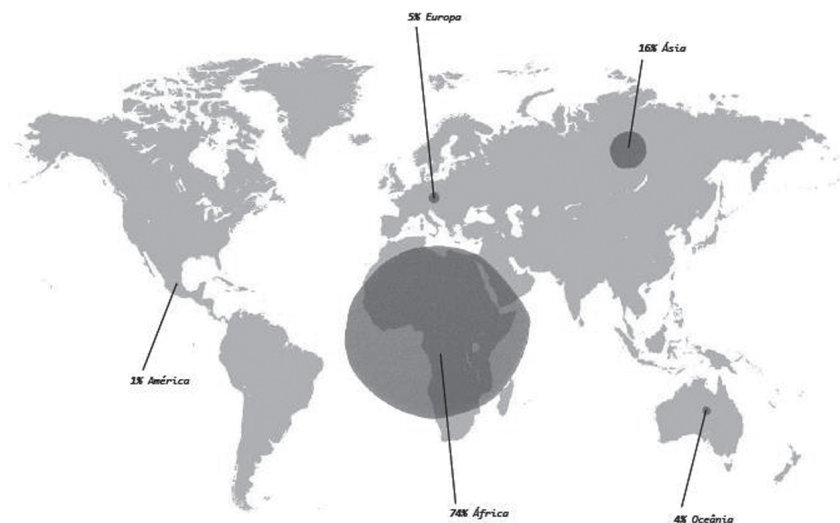 5% Europa
16% Ásia
1% América
74% África
4% Oceânia